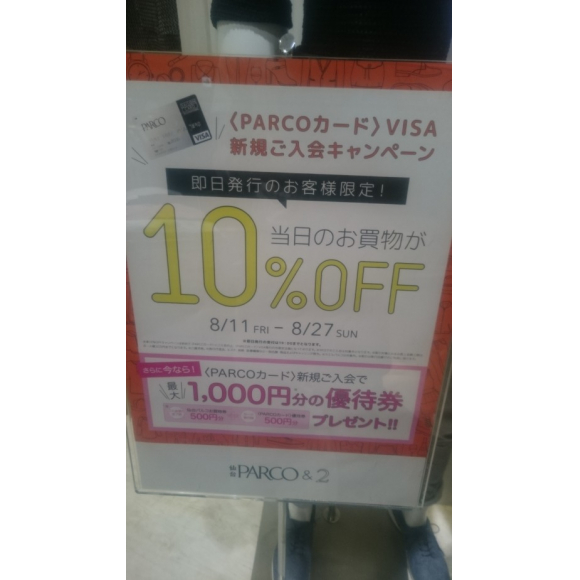 PARCO
VISA
〈PARCOカード〉VISA
新規ご入会キャンペーン
即日発行のお客様限定!
当日のお買物が
10%OFF
8/11 FRI - 8/27 SUN
さらに今なら!
〈PARCOカード〉新規ご入会で
最大 1,000円分の優待券
500円分
500円分
プレゼント!!
PARCO & 2